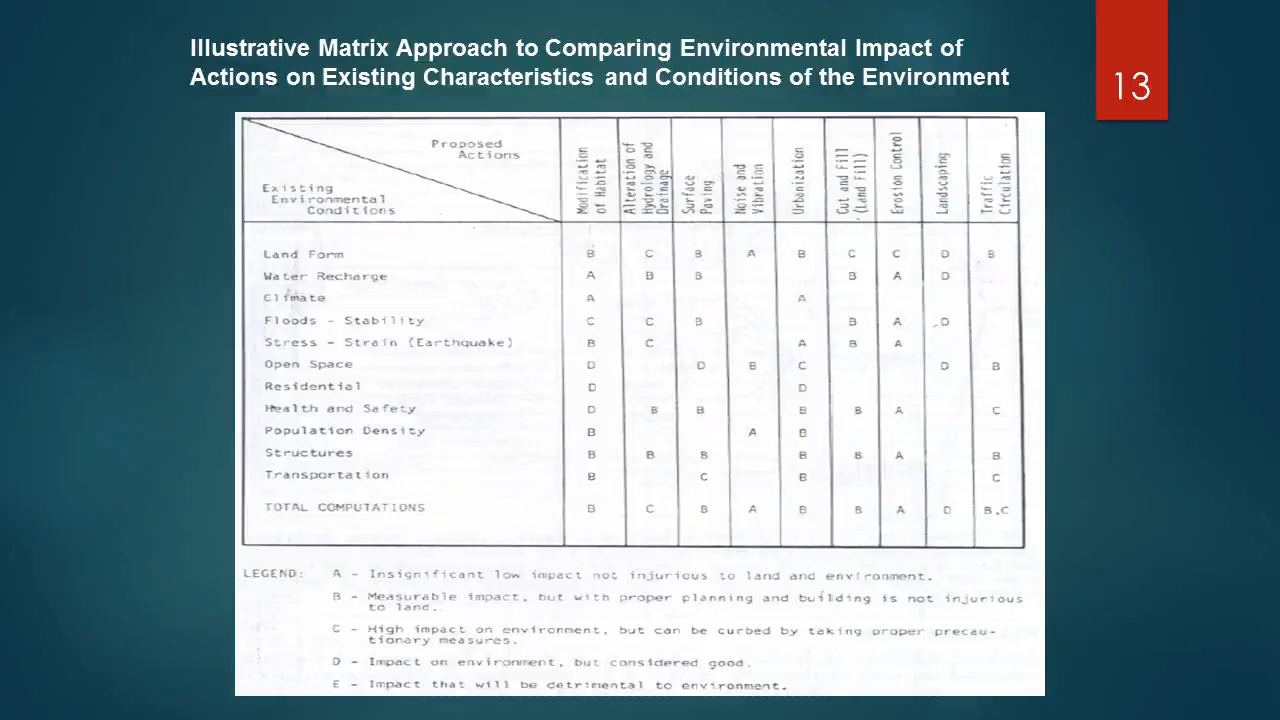 Illustrative Matrix Approach to Comparing Environmental Impact of
Actions on Existing Characteristics and Conditions of the Environment
13
Proposed
Actions
Existing
Environmental
Conditions
Modification
of Habitat
Alteration of
Hydrology and
Drainage
Surface
Paving
Noise and
Vibration
Urbanization
Cut and Fill
(Land Fill)
Erosion Control
Landscaping
Traffic
Circulation
Land Form B C B A B C C D B
Water Recharge A B B B A D
Climate A A
Floods - Stability C C B B A D
Stress - Strain (Earthquake) B C A B A
Open Space D D B C D B
Residential D D
Health and Safety D B B B B A C
Population Density B A B
Structures B B B B B A B
Transportation B C B C
TOTAL COMPUTATIONS B C B A B B A D B,C
LEGEND: A - Insignificant low impact not injurious to land and environment.
B - Measurable impact, but with proper planning and building is not injurious
to land.
C - High impact on environment, but can be curbed by taking proper precau-
tionary measures.
D - Impact on environment, but considered good.
E - Impact that will be detrimental to environment.